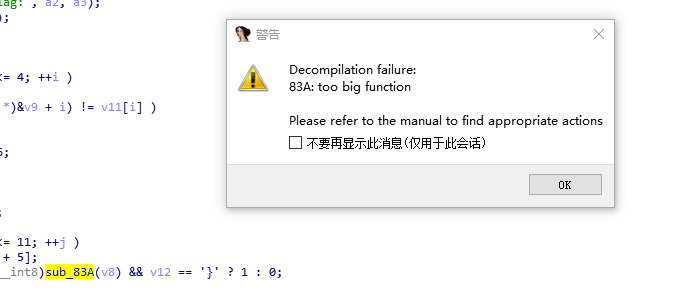 lag: , a2, a3);
);
警告
Decompilation failure:
83A: too big function
Please refer to the manual to find appropriate actions
不要再显示此消息(仅用于此会话)
OK
<= 4; ++i )
*)&v9 + i) != v11[i] )
;
<= 11; ++j )
+ 5];
__int8)sub_83A(v8) && v12 == '}' ? 1 : 0;